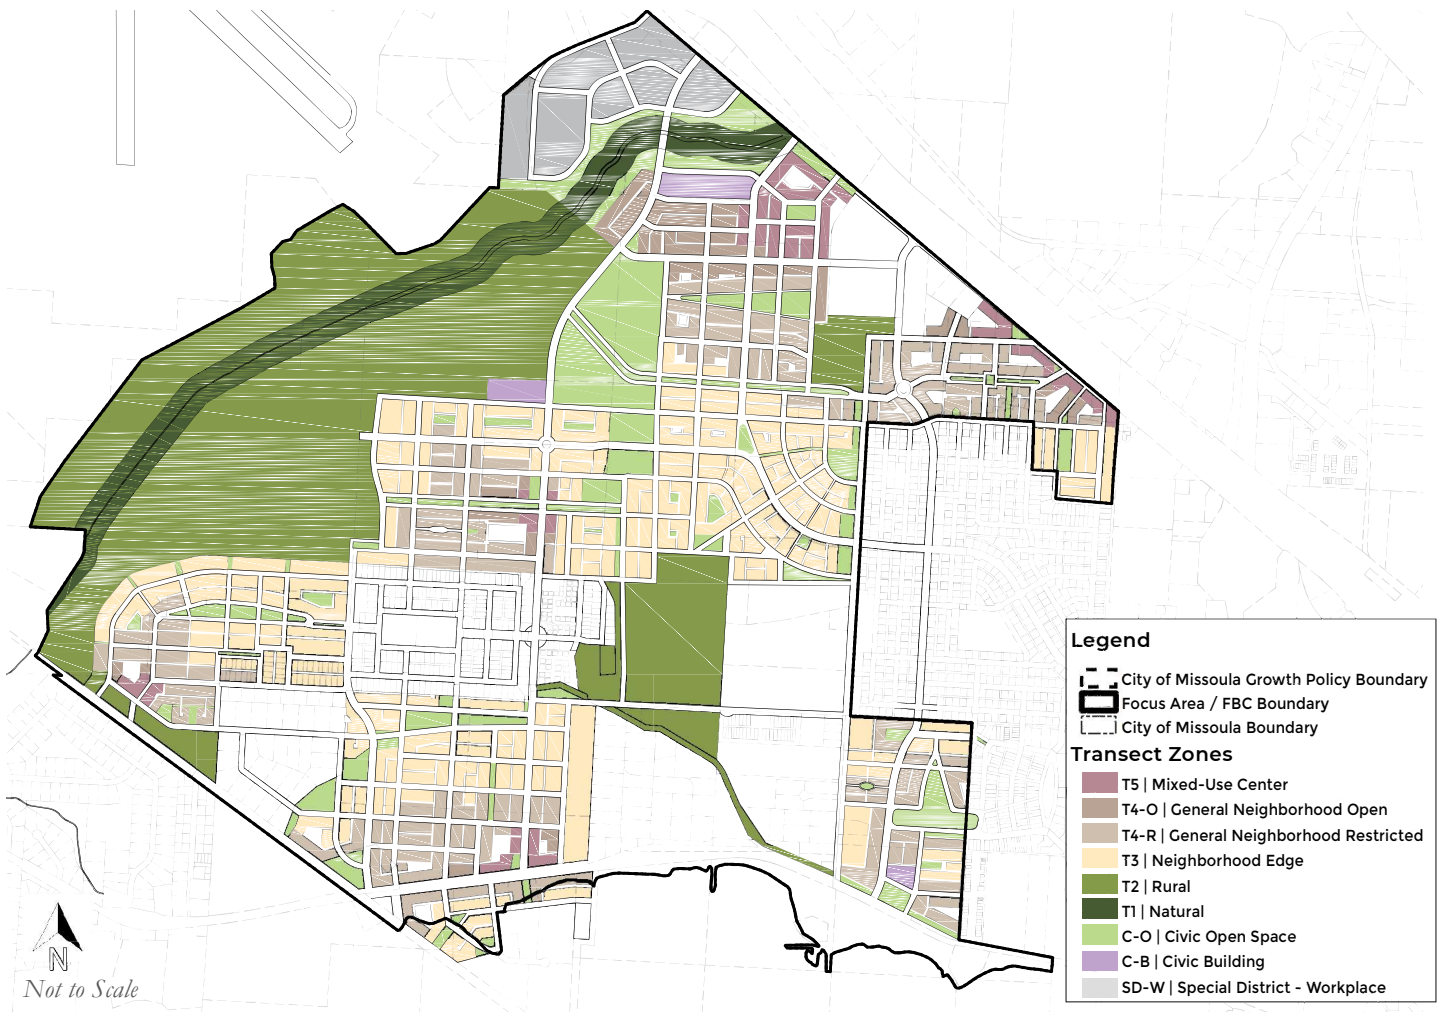 Legend
City of Missoula Growth Policy Boundary
Focus Area / FBC Boundary
City of Missoula Boundary
Transect Zones
T5 | Mixed-Use Center
T4-O | General Neighborhood Open
T4-R | General Neighborhood Restricted
T3 | Neighborhood Edge
T2 | Rural
T1 | Natural
C-O | Civic Open Space
C-B | Civic Building
SD-W | Special District - Workplace
N
Not to Scale